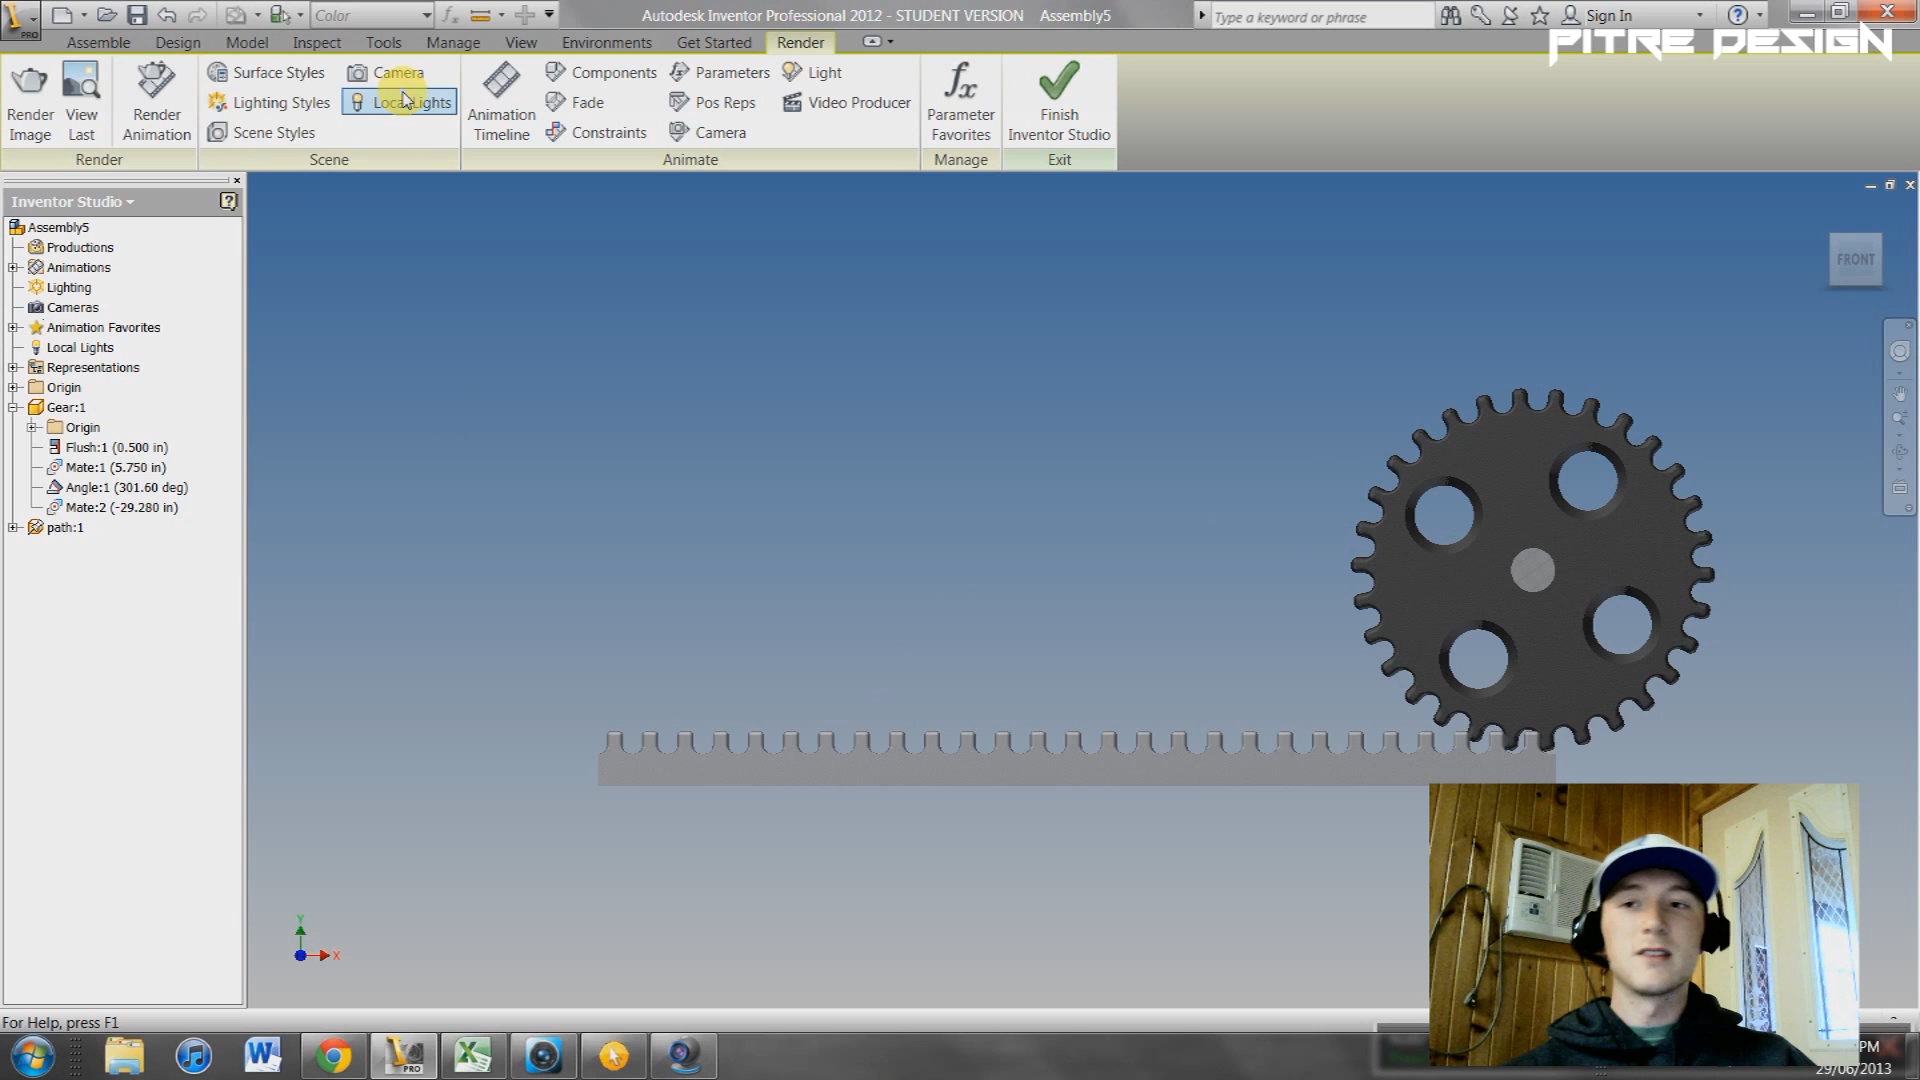 Color
Autodesk Inventor Professional 2012 - STUDENT VERSION Assembly5
Type a keyword or phrase
Sign In
PRO
Assemble Design Model Inspect Tools Manage View Environments Get Started Render
PITRE DESIGN
Render Image
View Last
Render Animation
Surface Styles
Lighting Styles
Scene Styles
Camera
Local Lights
Animation Timeline
Components
Fade
Constraints
Parameters
Pos Reps
Camera
Light
Video Producer
Parameter Favorites
Finish Inventor Studio
Render Scene Animate Manage Exit
Inventor Studio
Assembly5
Productions
Animations
Lighting
Cameras
Animation Favorites
Local Lights
Representations
Origin
Gear:1
Origin
Flush:1 (0.500 in)
Mate:1 (5.750 in)
Angle:1 (301.60 deg)
Mate:2 (-29.280 in)
path:1
FRONT
Y
X
For Help, press F1
PRO
PM
29/06/2013